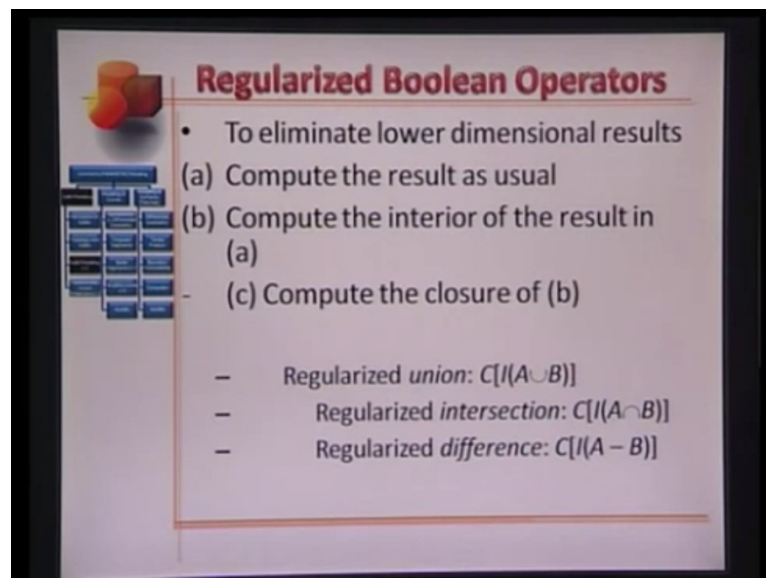 Regularized Boolean Operators
• To eliminate lower dimensional results
(a) Compute the result as usual
(b) Compute the interior of the result in
(a)
- (c) Compute the closure of (b)
– Regularized union: C[I(A∪B)]
– Regularized intersection: C[I(A∩B)]
– Regularized difference: C[I(A – B)]